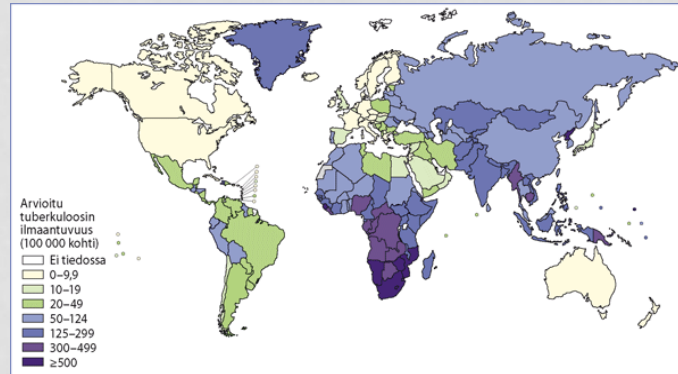 Arvioitu
tuberkuloosin
ilmaantuvuus
(100 000 kohti)
Ei tiedossa
0–9,9
10–19
20–49
50–124
125–299
300–499
≥500